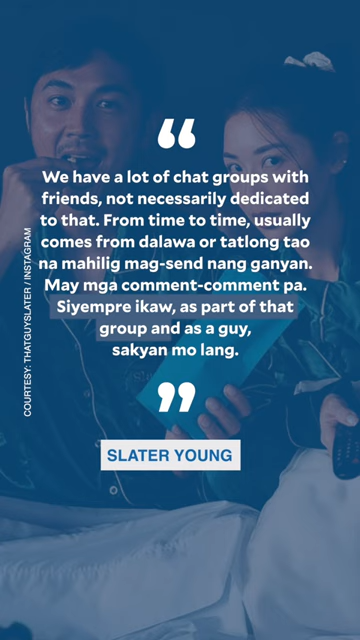 “
We have a lot of chat groups with
friends, not necessarily dedicated
to that. From time to time, usually
comes from dalawa or tatlong tao
na mahilig mag-send nang ganyan.
May mga comment-comment pa.
Siyempre ikaw, as part of that
group and as a guy,
sakyan mo lang.
”
SLATER YOUNG
COURTESY: THATGUYSLATER / INSTAGRAM